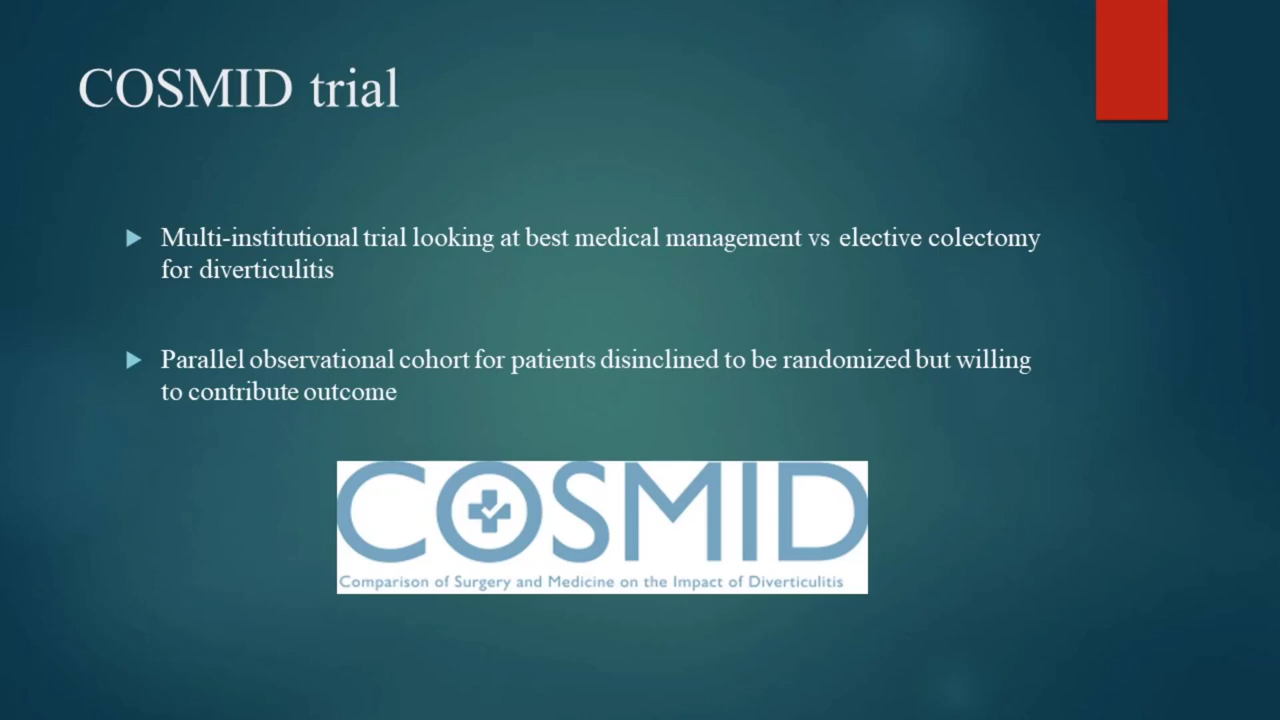 COSMID trial
Multi-institutional trial looking at best medical management vs elective colectomy
for diverticulitis
Parallel observational cohort for patients disinclined to be randomized but willing
to contribute outcome
COSMID
Comparison of Surgery and Medicine on the Impact of Diverticulitis